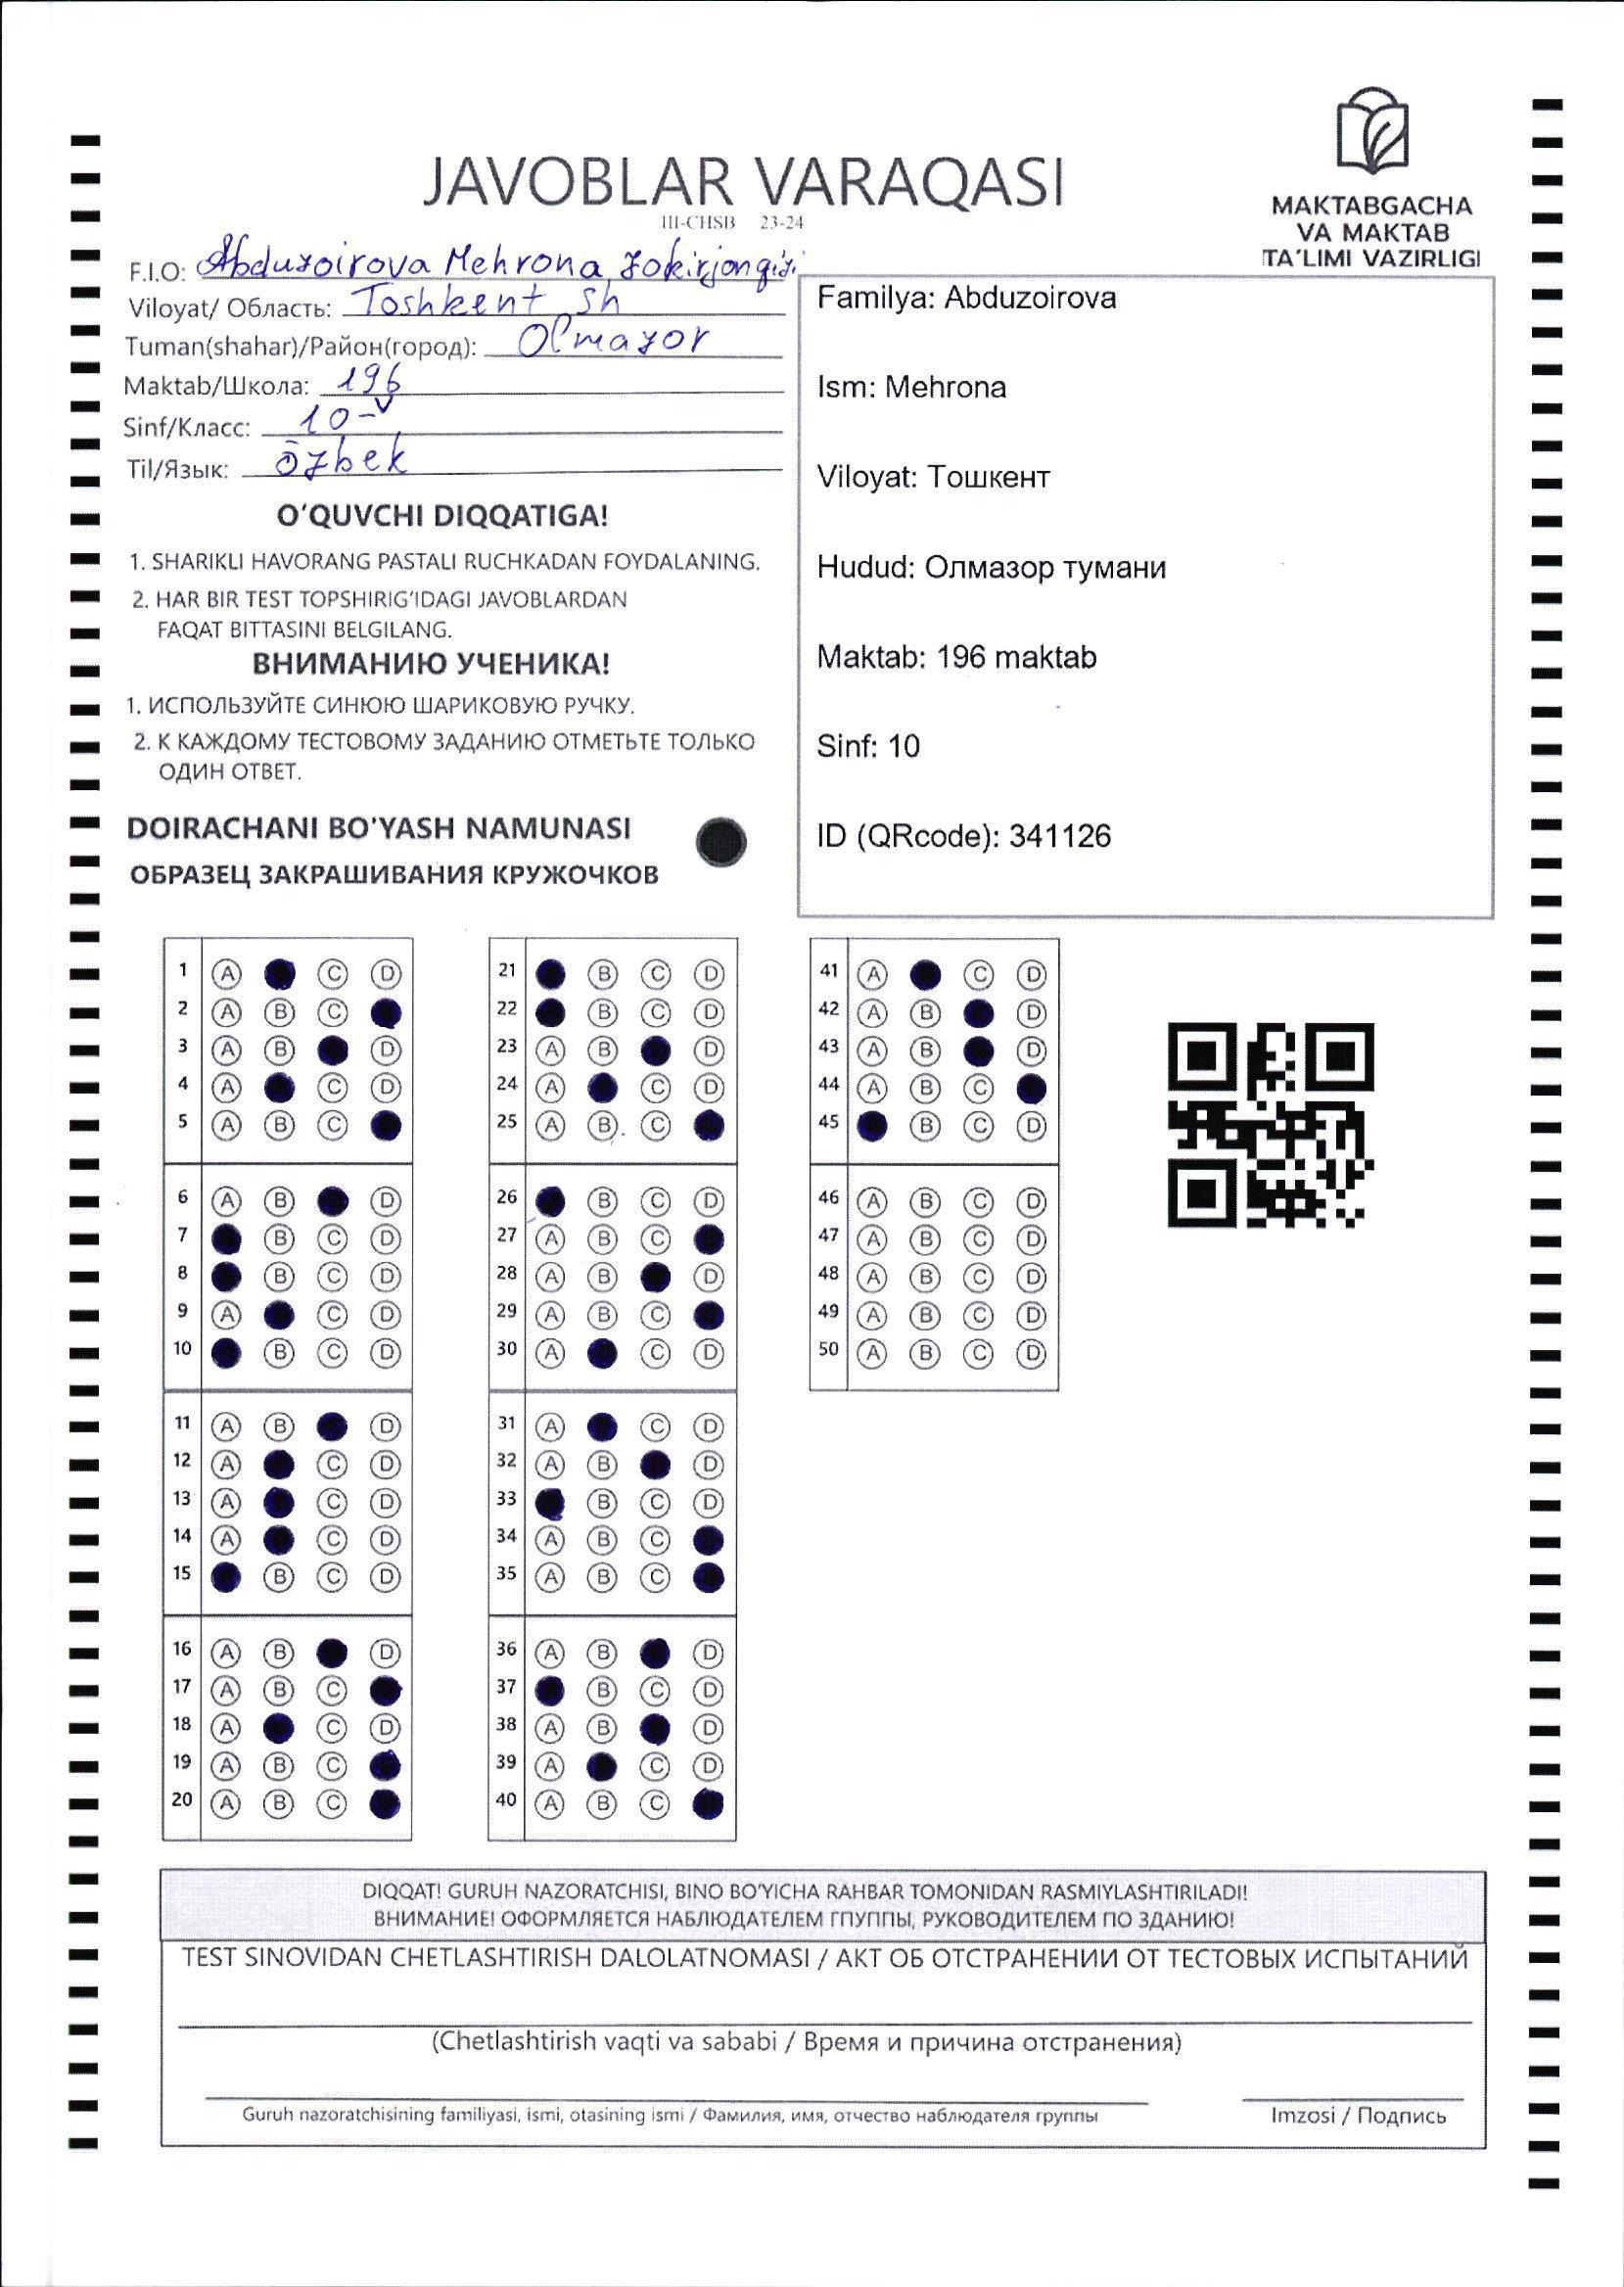 JAVOBLAR VARAQASI
III-CHSB 23-24
MAKTABGACHA
VA MAKTAB
TA'LIMI VAZIRLIGI
F.I.O: Abduzoirova Mehrona Zokirjon qizi
Viloyat/ Область: Toshkent sh
Tuman(shahar)/Район(город): Olmazor
Maktab/Школа: 196
Sinf/Класс: 10-V
Til/Язык: õzbek
O'QUVCHI DIQQATIGA!
1. SHARIKLI HAVORANG PASTALI RUCHKADAN FOYDALANING.
2. HAR BIR TEST TOPSHIRIG'IDAGI JAVOBLARDAN
FAQAT BITTASINI BELGILANG.
ВНИМАНИЮ УЧЕНИКА!
1. ИСПОЛЬЗУЙТЕ СИНЮЮ ШАРИКОВУЮ РУЧКУ.
2. К КАЖДОМУ ТЕСТОВОМУ ЗАДАНИЮ ОТМЕТЬТЕ ТОЛЬКО
ОДИН ОТВЕТ.
DOIRACHANI BO'YASH NAMUNASI
ОБРАЗЕЦ ЗАКРАШИВАНИЯ КРУЖОЧКОВ
Familya: Abduzoirova
Ism: Mehrona
Viloyat: Тошкент
Hudud: Олмазор тумани
Maktab: 196 maktab
Sinf: 10
ID (QRcode): 341126
1 A C D
2 A B C
3 A B D
4 A C D
5 A B C
6 A B D
7 B C D
8 B C D
9 A C D
10 B C D
11 A B D
12 A C D
13 A C D
14 A C D
15 B C D
16 A B D
17 A B C
18 A C D
19 A B C
20 A B C
21 B C D
22 B C D
23 A B D
24 A C D
25 A B C
26 B C D
27 A B C
28 A B D
29 A B C
30 A C D
31 A C D
32 A B D
33 B C D
34 A B C
35 A B C
36 A B D
37 B C D
38 A B D
39 A C D
40 A B C
41 A C D
42 A B D
43 A B D
44 A B C
45 B C D
46 A B C D
47 A B C D
48 A B C D
49 A B C D
50 A B C D
DIQQAT! GURUH NAZORATCHISI, BINO BO'YICHA RAHBAR TOMONIDAN RASMIYLASHTIRILADI!
ВНИМАНИЕ! ОФОРМЛЯЕТСЯ НАБЛЮДАТЕЛЕМ ГПУППЫ, РУКОВОДИТЕЛЕМ ПО ЗДАНИЮ!
TEST SINOVIDAN CHETLASHTIRISH DALOLATNOMASI / АКТ ОБ ОТСТРАНЕНИИ ОТ ТЕСТОВЫХ ИСПЫТАНИЙ
(Chetlashtirish vaqti va sababi / Время и причина отстранения)
Guruh nazoratchisining familiyasi, ismi, otasining ismi / Фамилия, имя, отчество наблюдателя группы
Imzosi / Подпись